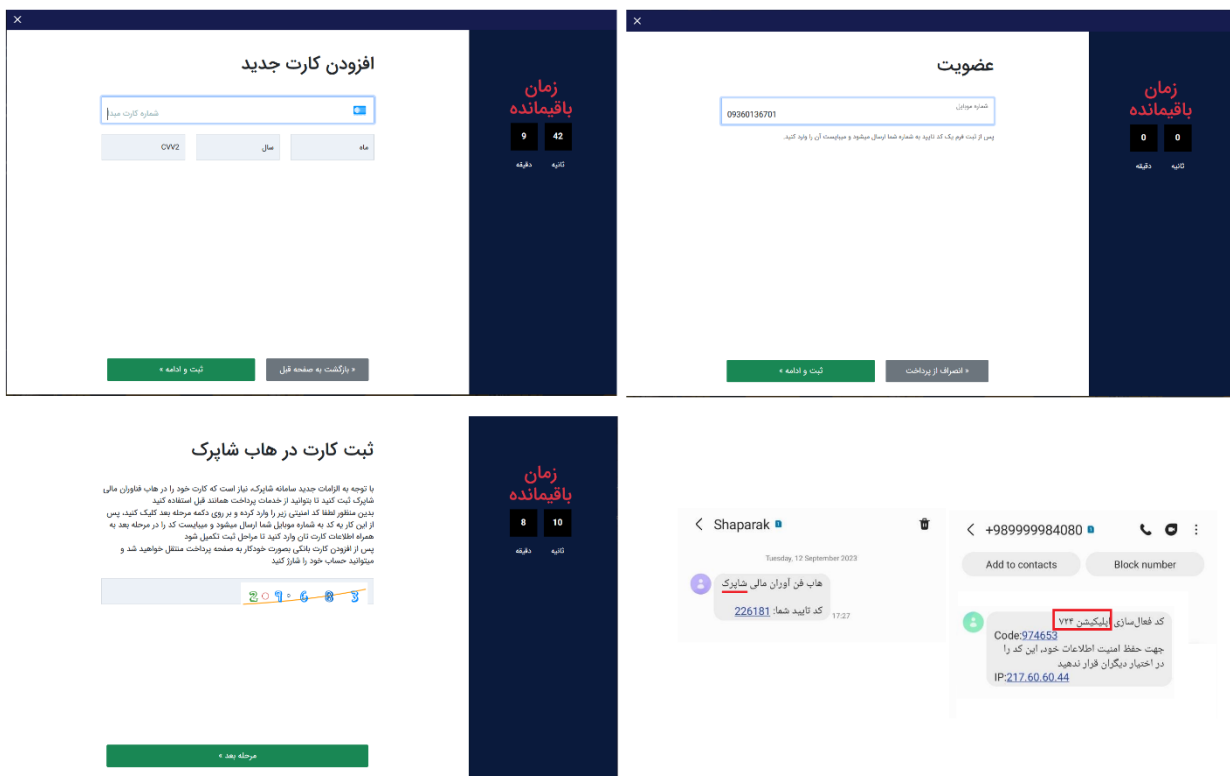 افزودن کارت جدید
شماره کارت مبدا
ماه
سال
CVV2
« بازگشت به صفحه قبل
ثبت و ادامه »
زمان
باقیمانده
9 42
دقیقه ثانیه
عضویت
شماره موبایل
09360136701
پس از ثبت فرم یک کد تایید به شماره شما ارسال میشود و میبایست آن را وارد کنید.
« انصراف از پرداخت
ثبت و ادامه »
زمان
باقیمانده
0 0
دقیقه ثانیه
ثبت کارت در هاب شاپرک
با توجه به الزامات جدید سامانه شاپرک، نیاز است که کارت خود را در هاب فناوران مالی
شاپرک ثبت کنید تا بتوانید از خدمات پرداخت همانند قبل استفاده کنید
بدین منظور لطفا کد امنیتی زیر را وارد کرده و بر روی دکمه مرحله بعد کلیک کنید، پس
از این کار یه کد به شماره موبایل شما ارسال میشود و میبایست کد را در مرحله بعد به
همراه اطلاعات کارت تان وارد کنید تا مراحل ثبت تکمیل شود
پس از افزودن کارت بانکی بصورت خودکار به صفحه پرداخت منتقل خواهید شد و
میتوانید حساب خود را شارژ کنید
مرحله بعد »
زمان
باقیمانده
8 10
دقیقه ثانیه
Shaparak
Tuesday, 12 September 2023
هاب فن آوران مالی شاپرک
کد تایید شما: 226181
17:27
+989999984080
Add to contacts
Block number
کد فعال‌سازی اپلیکیشن ۷۲۴
Code:974653
جهت حفظ امنیت اطلاعات خود، این کد را
در اختیار دیگران قرار ندهید
IP:217.60.60.44